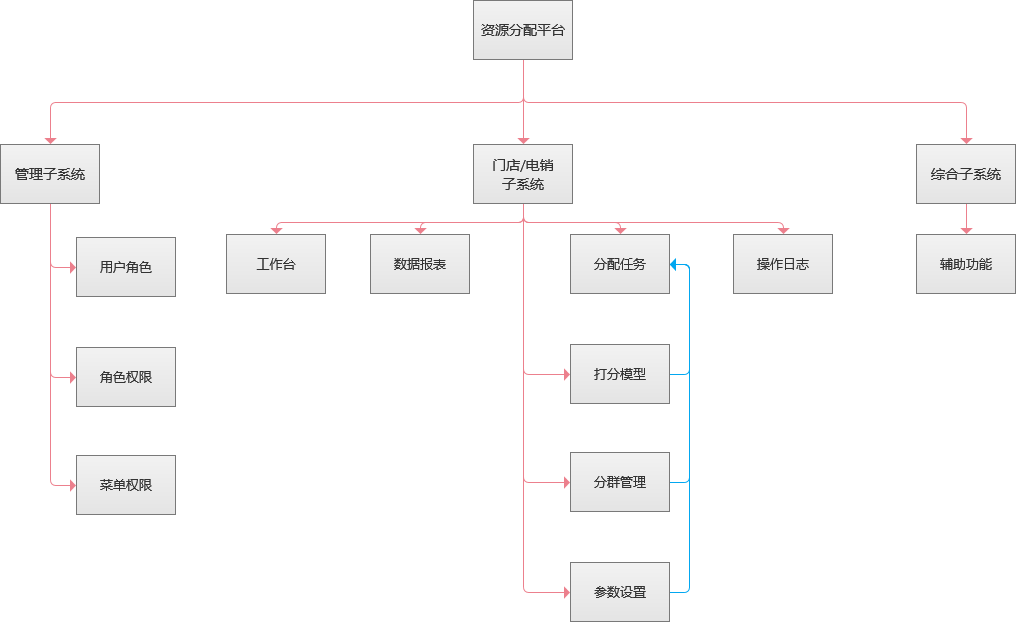 资源分配平台
管理子系统
门店/电销
子系统
综合子系统
用户角色
工作台
数据报表
分配任务
操作日志
辅助功能
角色权限
打分模型
菜单权限
分群管理
参数设置